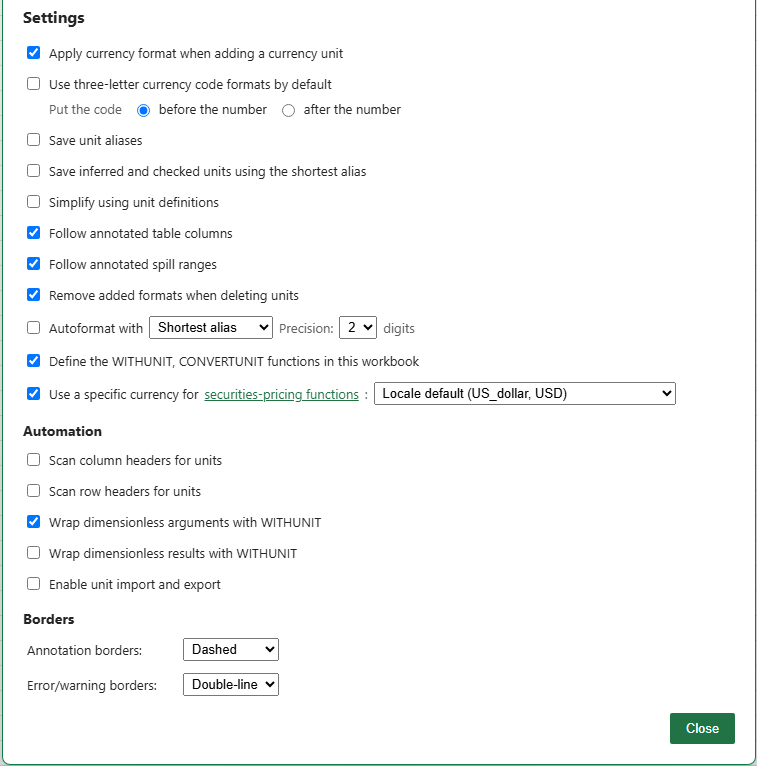 Settings
Apply currency format when adding a currency unit
Use three-letter currency code formats by default
Put the code before the number after the number
Save unit aliases
Save inferred and checked units using the shortest alias
Simplify using unit definitions
Follow annotated table columns
Follow annotated spill ranges
Remove added formats when deleting units
Autoformat with Shortest alias Precision: 2 digits
Define the WITHUNIT, CONVERTUNIT functions in this workbook
Use a specific currency for securities-pricing functions : Locale default (US_dollar, USD)
Automation
Scan column headers for units
Scan row headers for units
Wrap dimensionless arguments with WITHUNIT
Wrap dimensionless results with WITHUNIT
Enable unit import and export
Borders
Annotation borders: Dashed
Error/warning borders: Double-line
Close